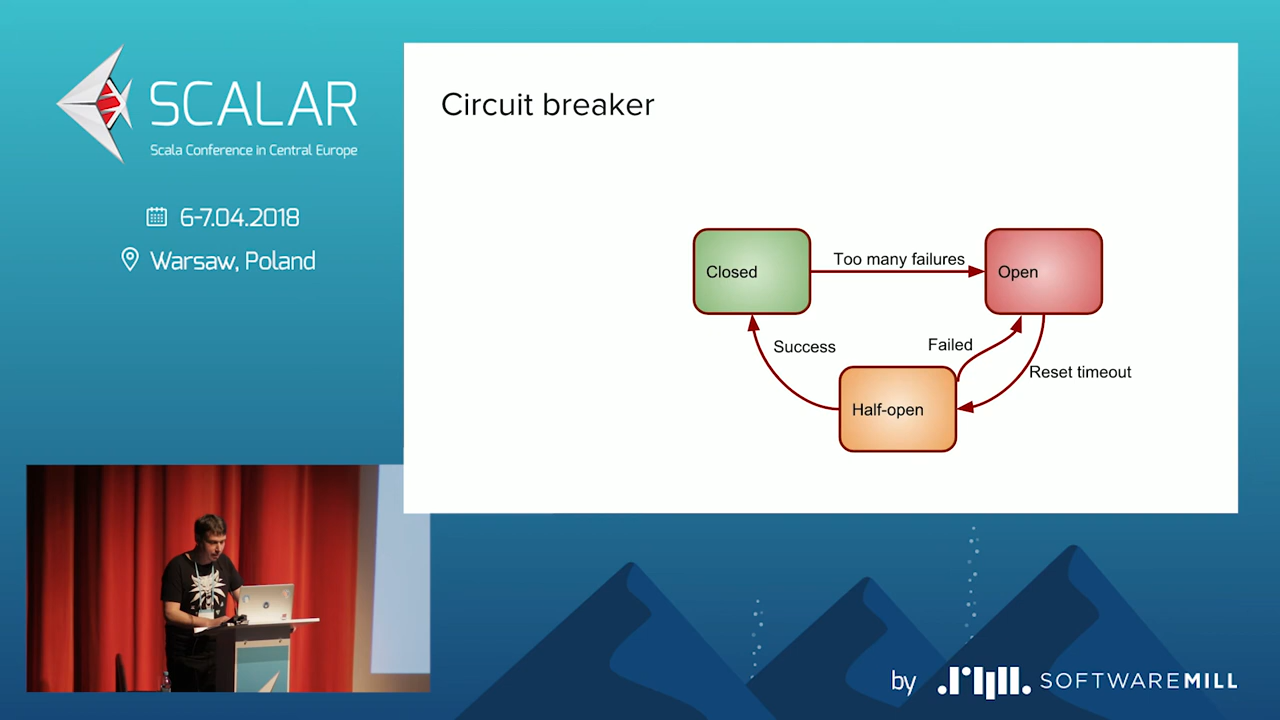 SCALAR
Scala Conference in Central Europe
6-7.04.2018
Warsaw, Poland
Circuit breaker
Closed
Too many failures
Open
Success
Failed
Reset timeout
Half-open
by
SOFTWAREMILL